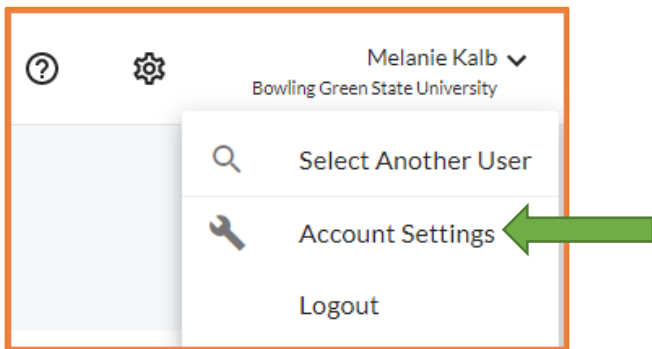 Melanie Kalb
Bowling Green State University
Select Another User
Account Settings
Logout